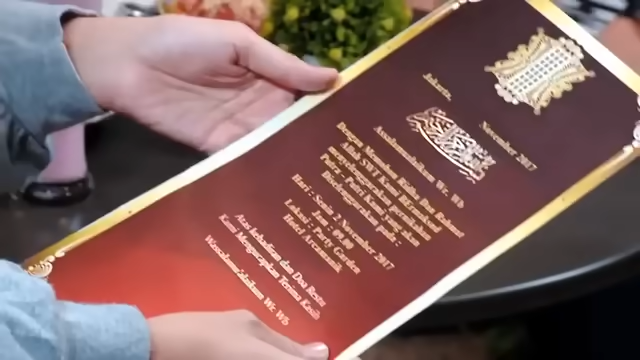 Jakarta, November 2017
Assalamualaikum Wr. Wb
Dengan Memohon Ridho Dan Rahmat
Allah SWT Kami BErmaksud
menyelenggarakan pernikahan
Putra - Putri Kami yang akan
Diselenggarakan pada :
Hari : Senin 2 November 2017
Jam : 09.00
Lokasi : Party Garden
Hotel
Atas kehadiran dan Doa Restu
Kami Mengucapkan Terima Kasih
Wassalamualaikum Wr. Wb